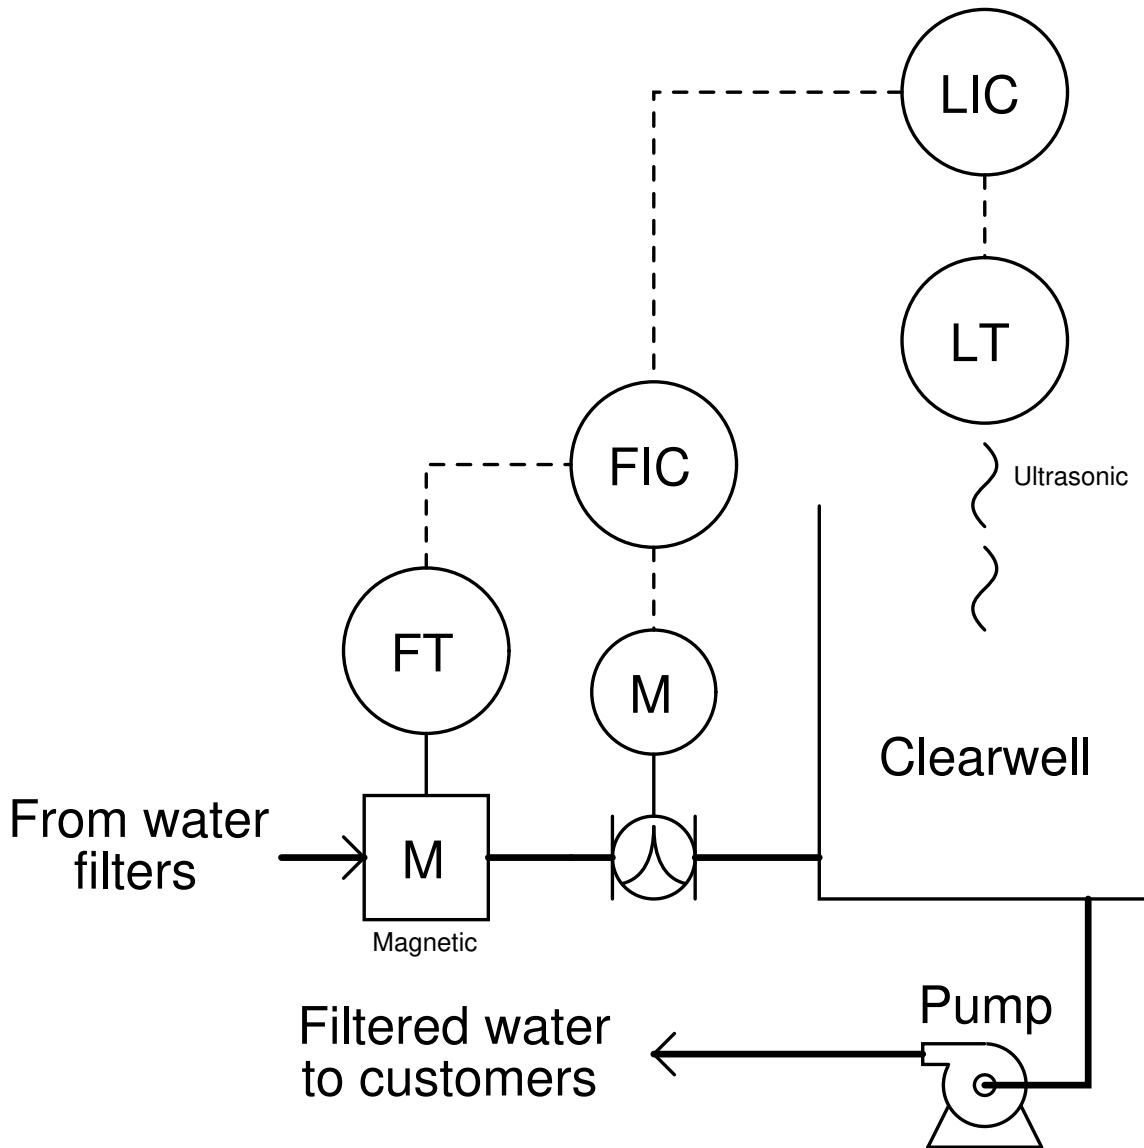 LIC
LT
Ultrasonic
FIC
FT
M
Clearwell
From water
filters
M
Magnetic
Pump
Filtered water
to customers